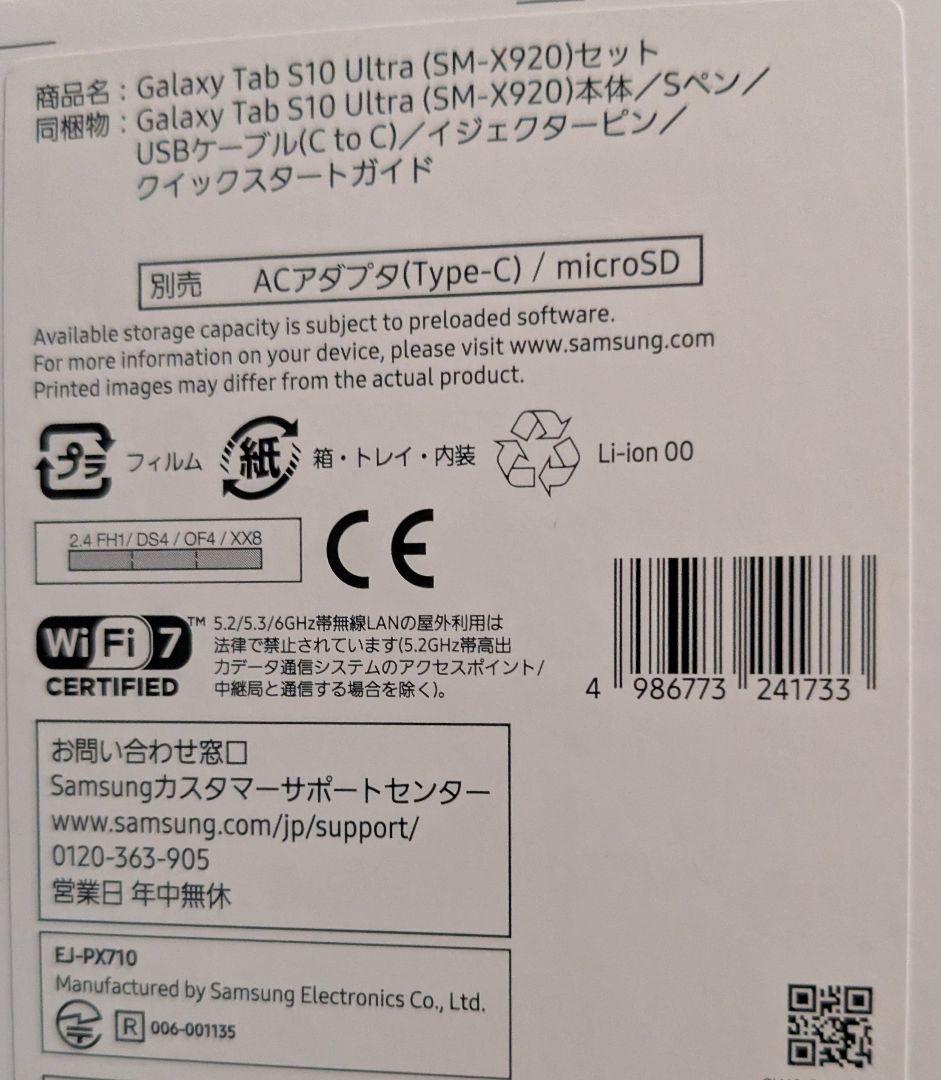 商品名：Galaxy Tab S10 Ultra (SM-X920)セット
同梱物：Galaxy Tab S10 Ultra (SM-X920)本体／Sペン／
USBケーブル(C to C)／イジェクターピン／
クイックスタートガイド
別売 ACアダプタ(Type-C) / microSD
Available storage capacity is subject to preloaded software.
For more information on your device, please visit www.samsung.com
Printed images may differ from the actual product.
プラ フィルム 紙 箱・トレイ・内装 Li-ion 00
2.4 FH1/ DS4 / OF4 / XX8
CE
WiFi 7 ™
CERTIFIED
5.2/5.3/6GHz帯無線LANの屋外利用は
法律で禁止されています(5.2GHz帯高出
力データ通信システムのアクセスポイント/
中継局と通信する場合を除く)。
4 986773 241733
お問い合わせ窓口
Samsungカスタマーサポートセンター
www.samsung.com/jp/support/
0120-363-905
営業日 年中無休
EJ-PX710
Manufactured by Samsung Electronics Co., Ltd.
R 006-001135